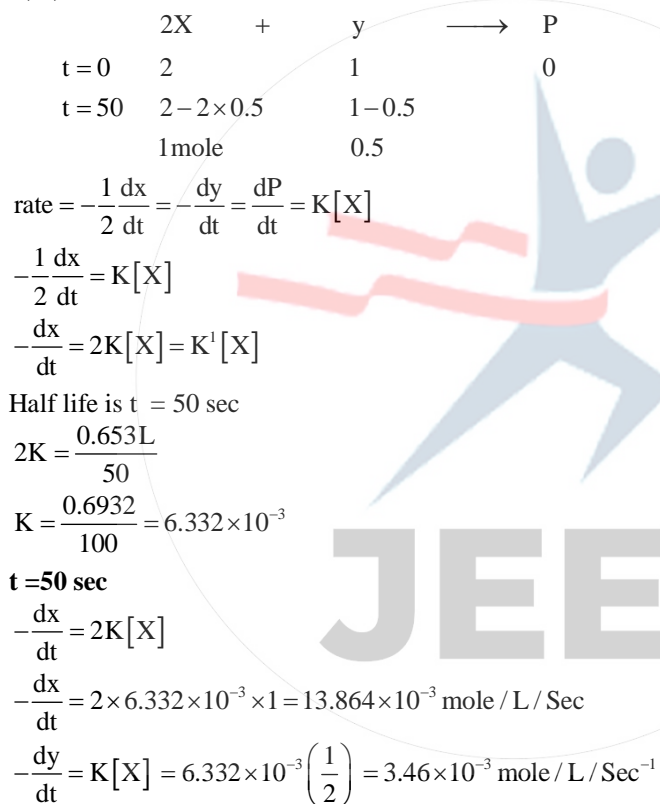 2X + y ⟶ P
t = 0 2 1 0
t = 50 2 − 2 × 0.5 1 − 0.5
1mole 0.5
rate = −1/2 dx/dt = −dy/dt = dP/dt = K[X]
−1/2 dx/dt = K[X]
−dx/dt = 2K[X] = K¹[X]
Half life is t = 50 sec
2K = 0.653L/50
K = 0.6932/100 = 6.332×10⁻³
t =50 sec
−dx/dt = 2K[X]
−dx/dt = 2 × 6.332×10⁻³ ×1 = 13.864×10⁻³ mole / L / Sec
−dy/dt = K[X] = 6.332×10⁻³ (1/2) = 3.46×10⁻³ mole / L / Sec⁻¹
JEE